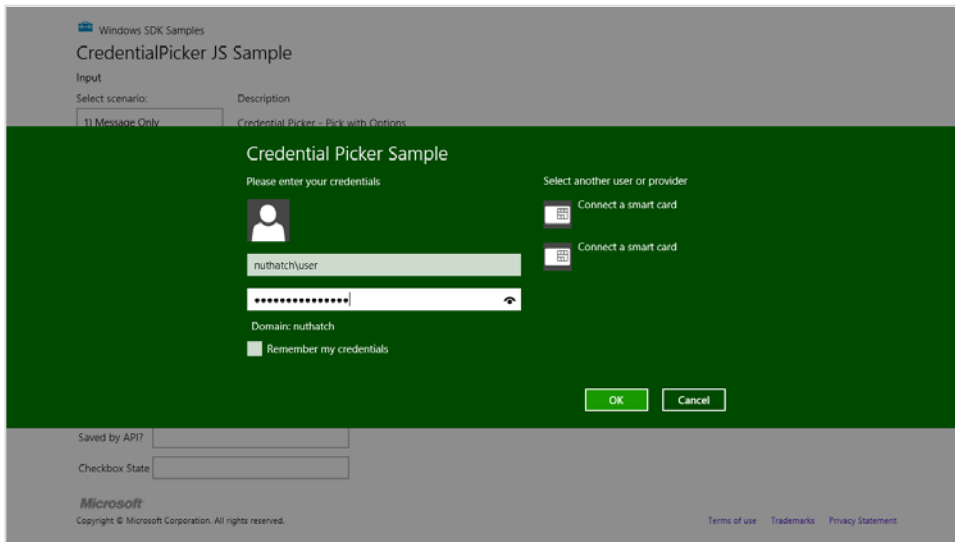 Windows SDK Samples
CredentialPicker JS Sample
Input
Select scenario:
Description
1) Message Only
Credential Picker - Pick with Options
Credential Picker Sample
Please enter your credentials
nuthatch\user
•••••••••••••••
Domain: nuthatch
Remember my credentials
Select another user or provider
Connect a smart card
Connect a smart card
OK
Cancel
Saved by API?
Checkbox State
Microsoft
Copyright © Microsoft Corporation. All rights reserved.
Terms of use Trademarks Privacy Statement